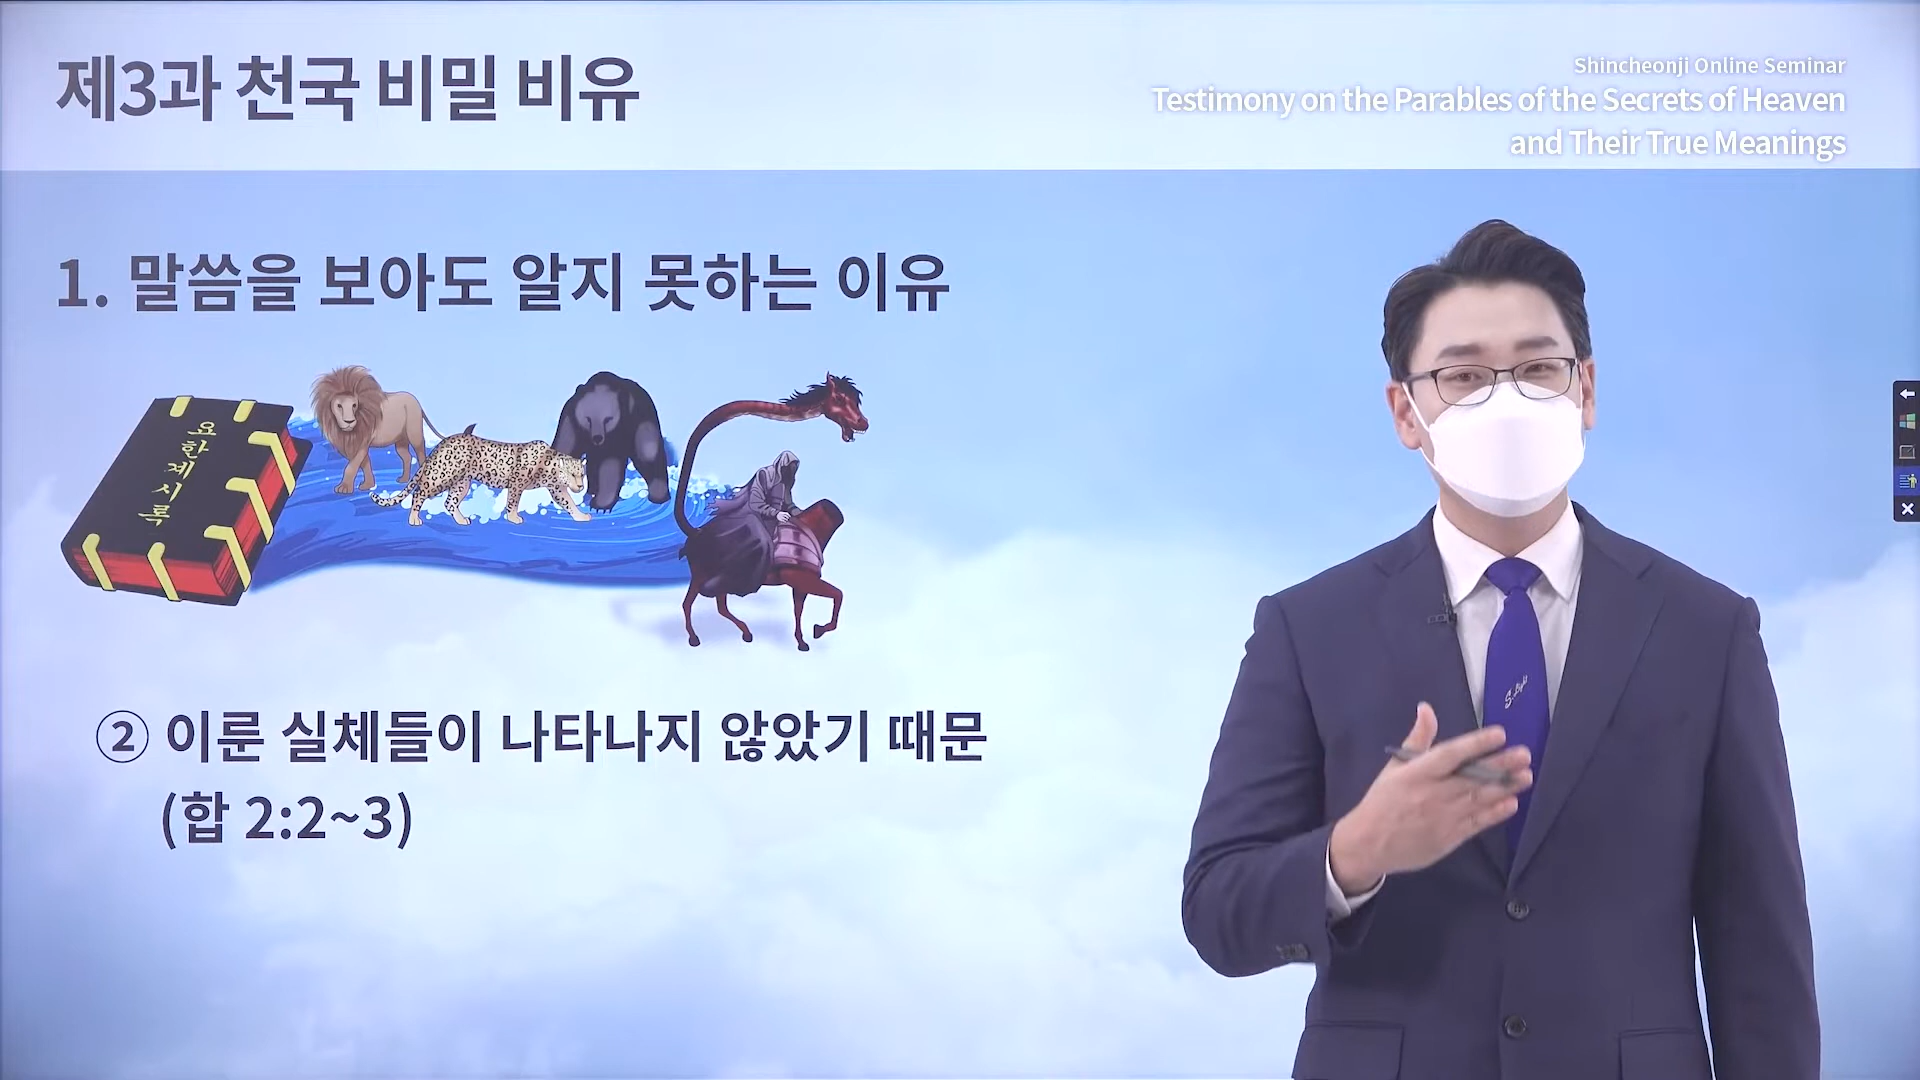 제3과 천국 비밀 비유
Shincheonji Online Seminar
Testimony on the Parables of the Secrets of Heaven
and Their True Meanings
1. 말씀을 보아도 알지 못하는 이유
요한계시록
② 이룬 실체들이 나타나지 않았기 때문
(합 2:2~3)
S-Light